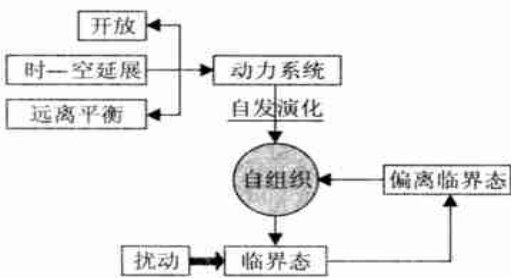 开放
时—空延展
动力系统
远离平衡
自发演化
自组织
偏离临界态
扰动
临界态